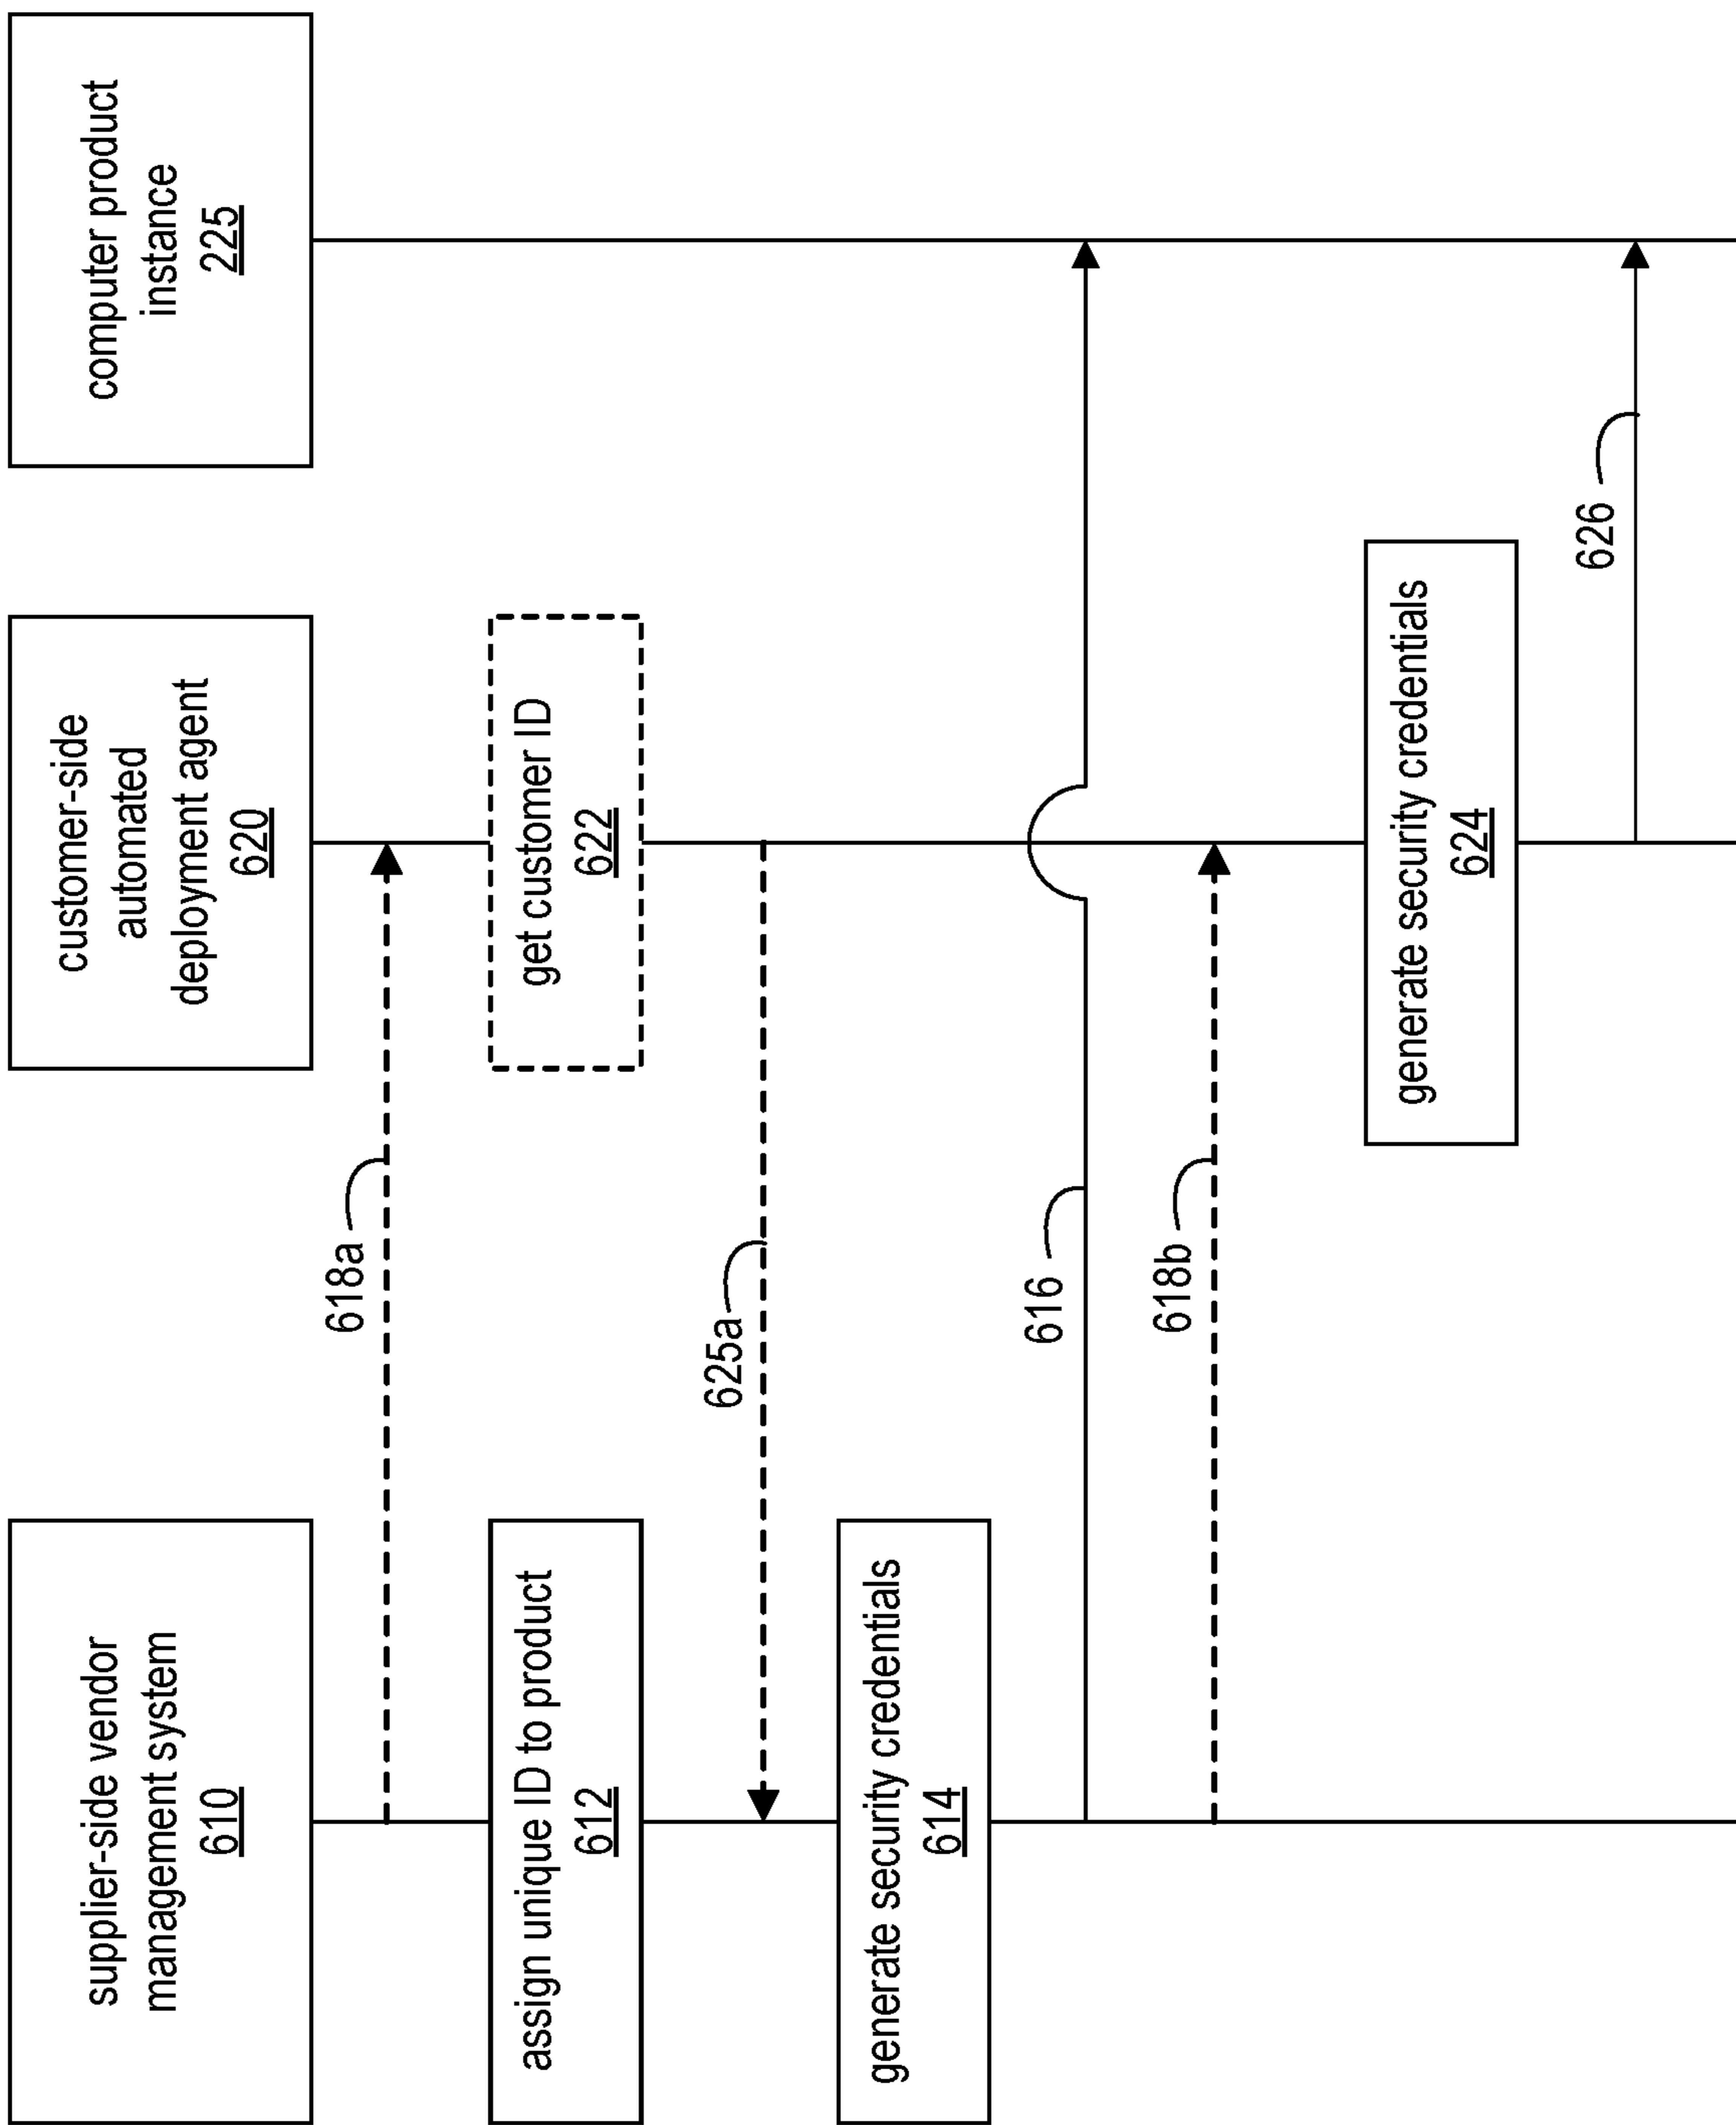 supplier-side vendor
management system
610
customer-side
automated
deployment agent
620
computer product
instance
225
618a
assign unique ID to product
612
get customer ID
622
625a
generate security credentials
614
616
618b
generate security credentials
624
626